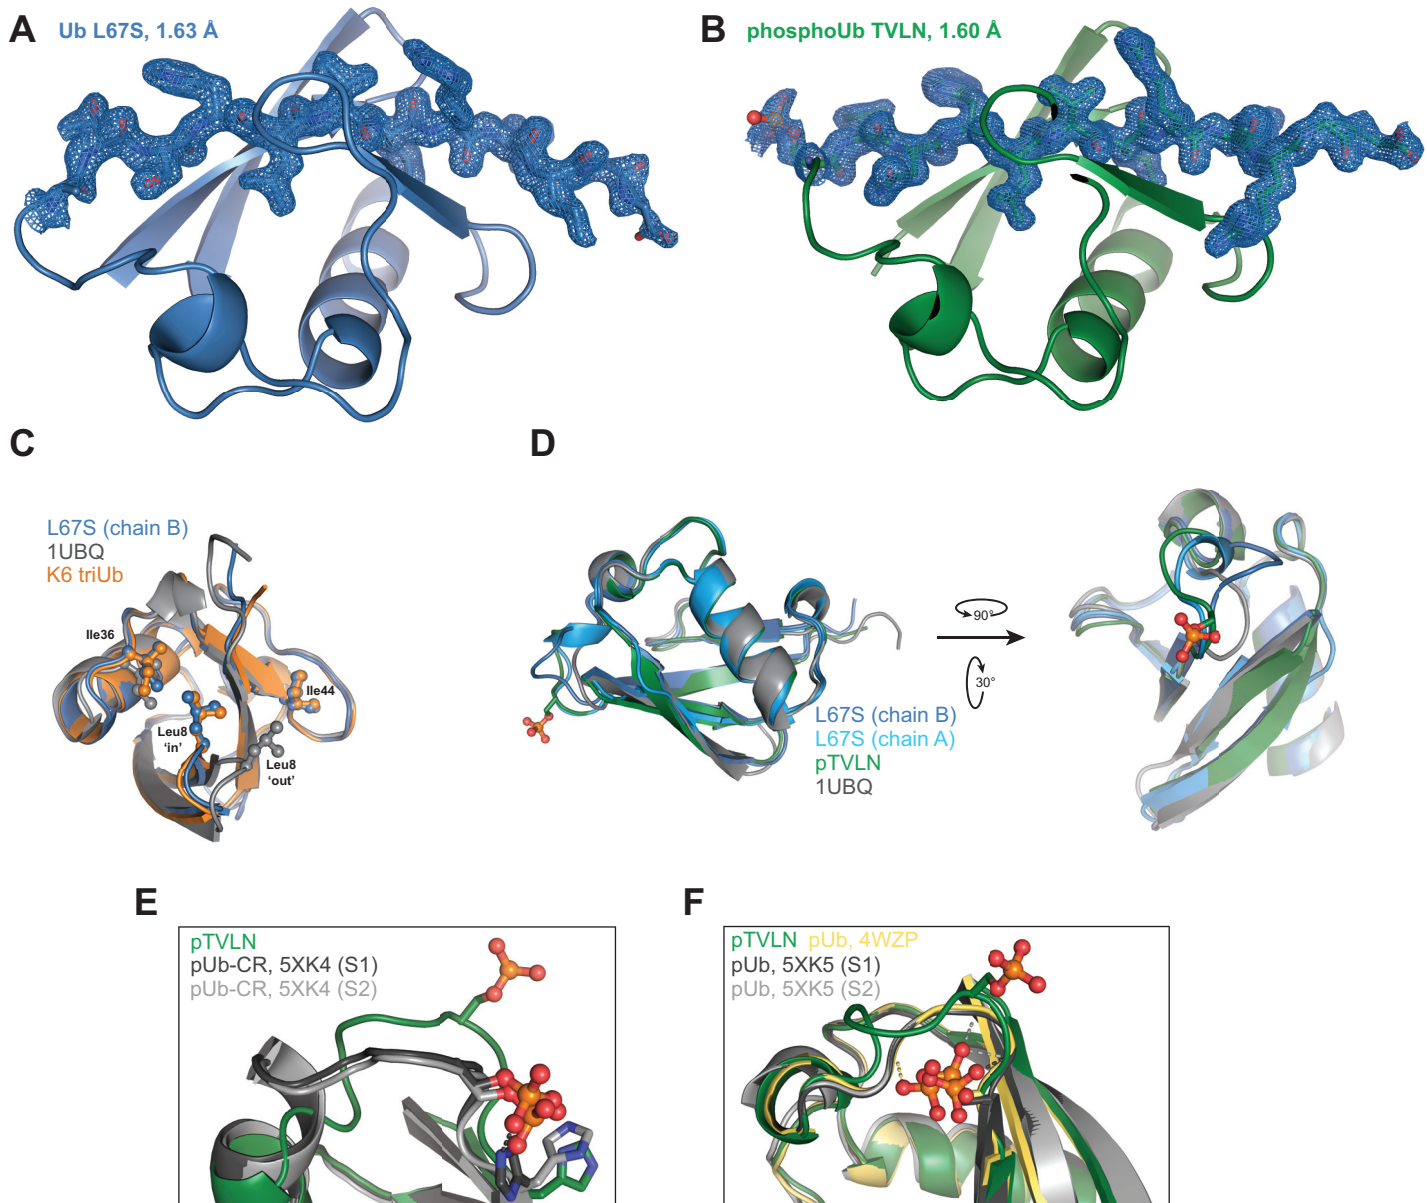 A
Ub L67S, 1.63 Å
B
phosphoUb TVLN, 1.60 Å
C
L67S (chain B)
1UBQ
K6 triUb
Ile36
Ile44
Leu8
‘in’
Leu8
‘out’
D
L67S (chain B)
L67S (chain A)
pTVLN
1UBQ
90°
30°
E
pTVLN
pUb-CR, 5XK4 (S1)
pUb-CR, 5XK4 (S2)
F
pTVLN pUb, 4WZP
pUb, 5XK5 (S1)
pUb, 5XK5 (S2)